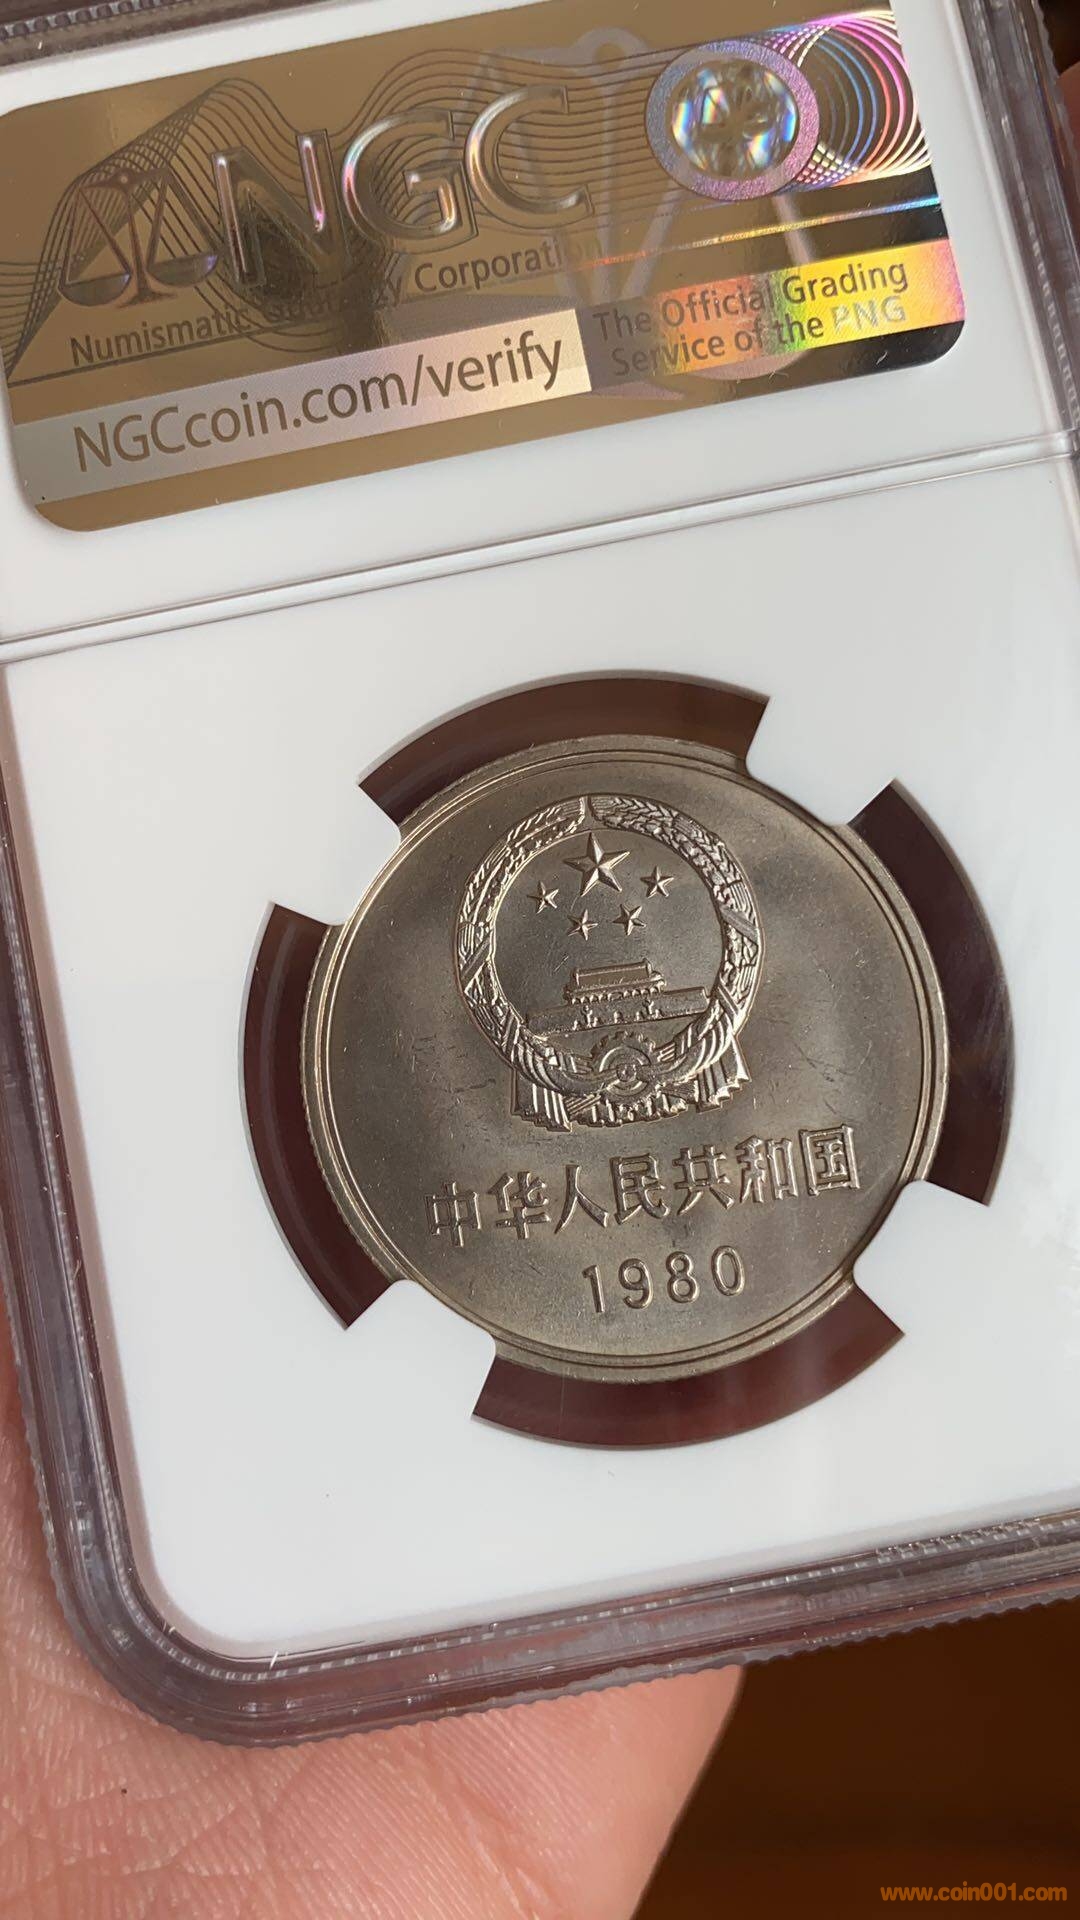 NGC
Numismatic Guaranty Corporation
NGCcoin.com/verify
The Official Grading
Service of the PNG
中华人民共和国
1980
www.coin001.com